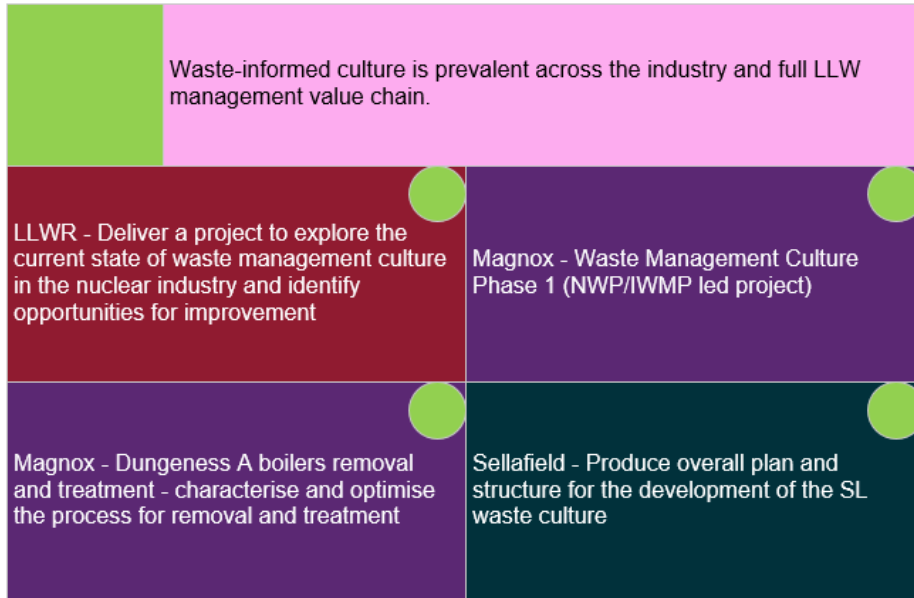 Waste-informed culture is prevalent across the industry and full LLW
management value chain.
LLWR - Deliver a project to explore the
current state of waste management culture
in the nuclear industry and identify
opportunities for improvement
Magnox - Waste Management Culture
Phase 1 (NWP/IWMP led project)
Magnox - Dungeness A boilers removal
and treatment - characterise and optimise
the process for removal and treatment
Sellafield - Produce overall plan and
structure for the development of the SL
waste culture